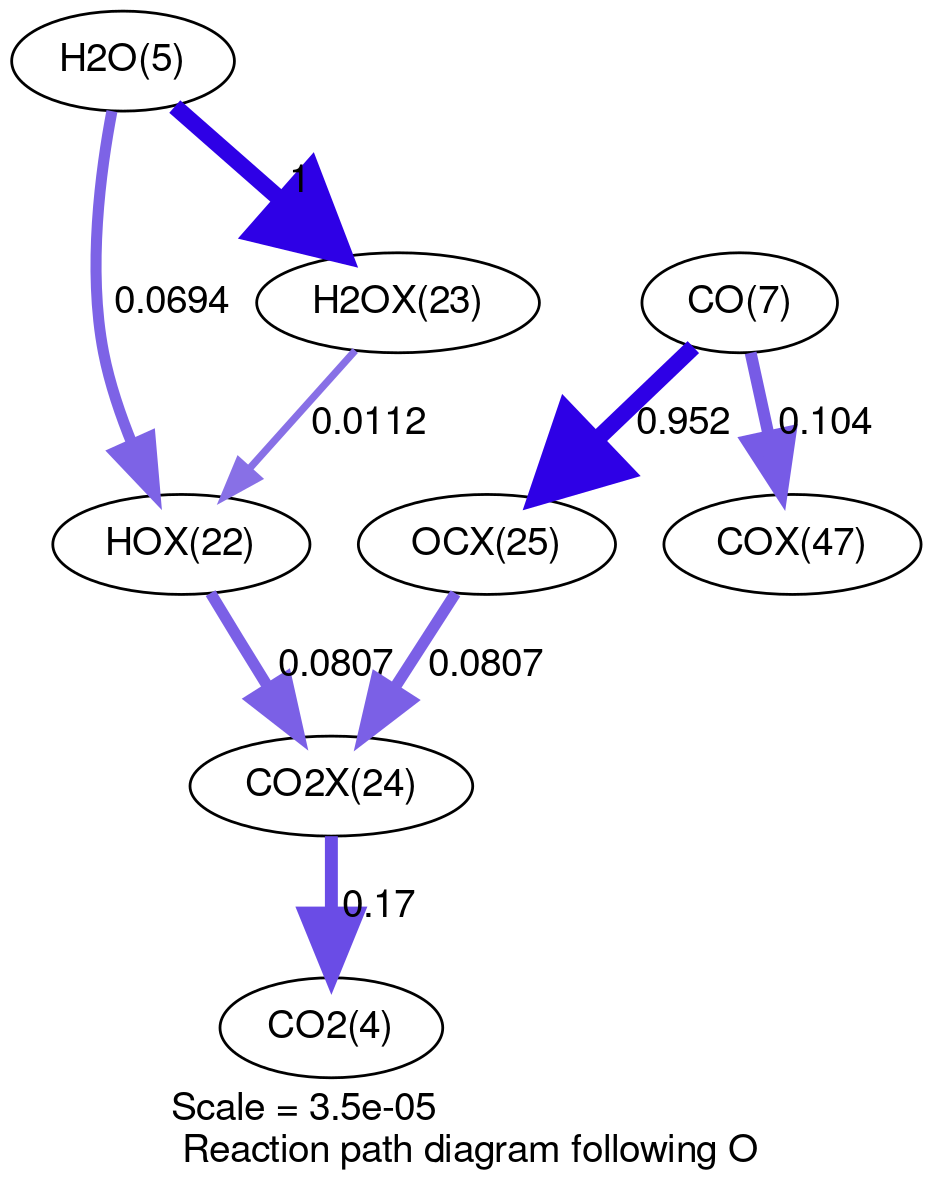 H2O(5)
1
0.0694
H2OX(23)
CO(7)
0.0112
0.952
0.104
HOX(22)
OCX(25)
COX(47)
0.0807
0.0807
CO2X(24)
0.17
CO2(4)
Scale = 3.5e-05
Reaction path diagram following O